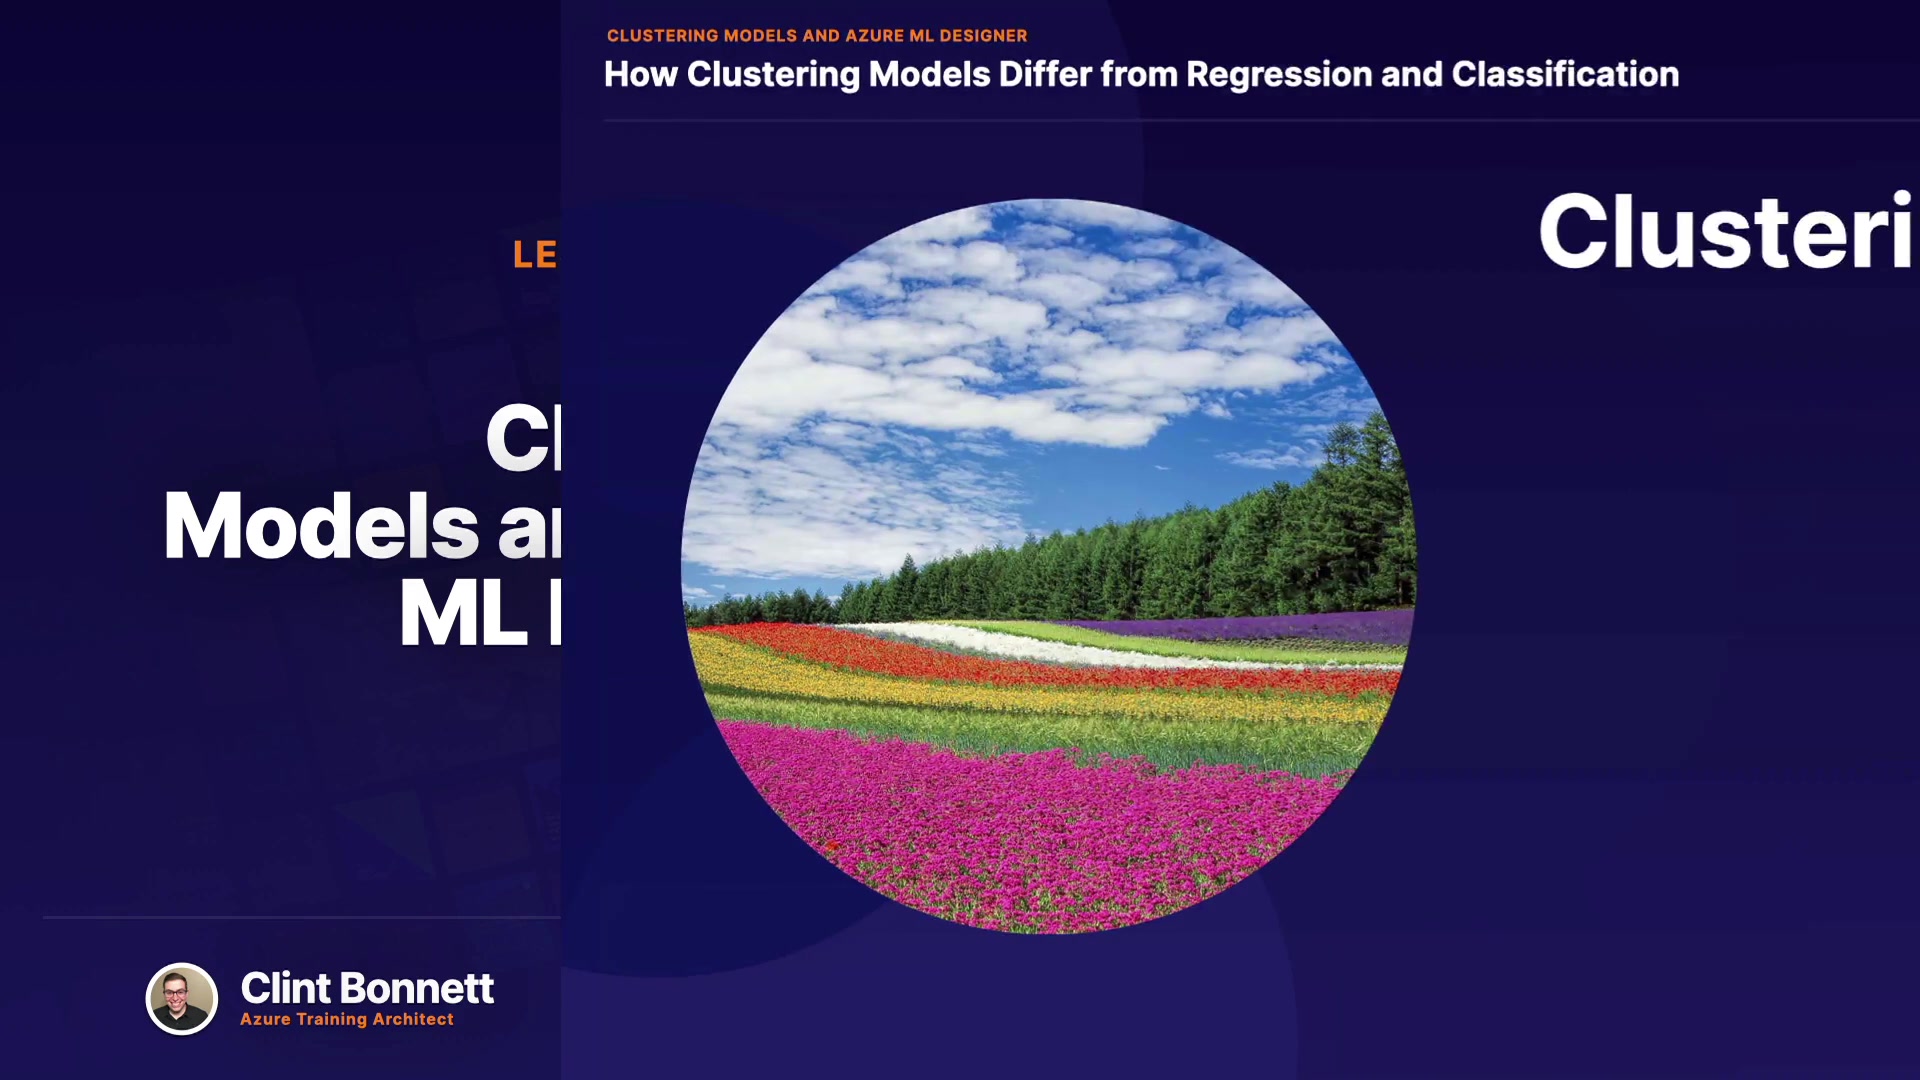 CLUSTERING MODELS AND AZURE ML DESIGNER
How Clustering Models Differ from Regression and Classification
Clusteri
LE
Cl
Models a
ML
Clint Bonnett
Azure Training Architect